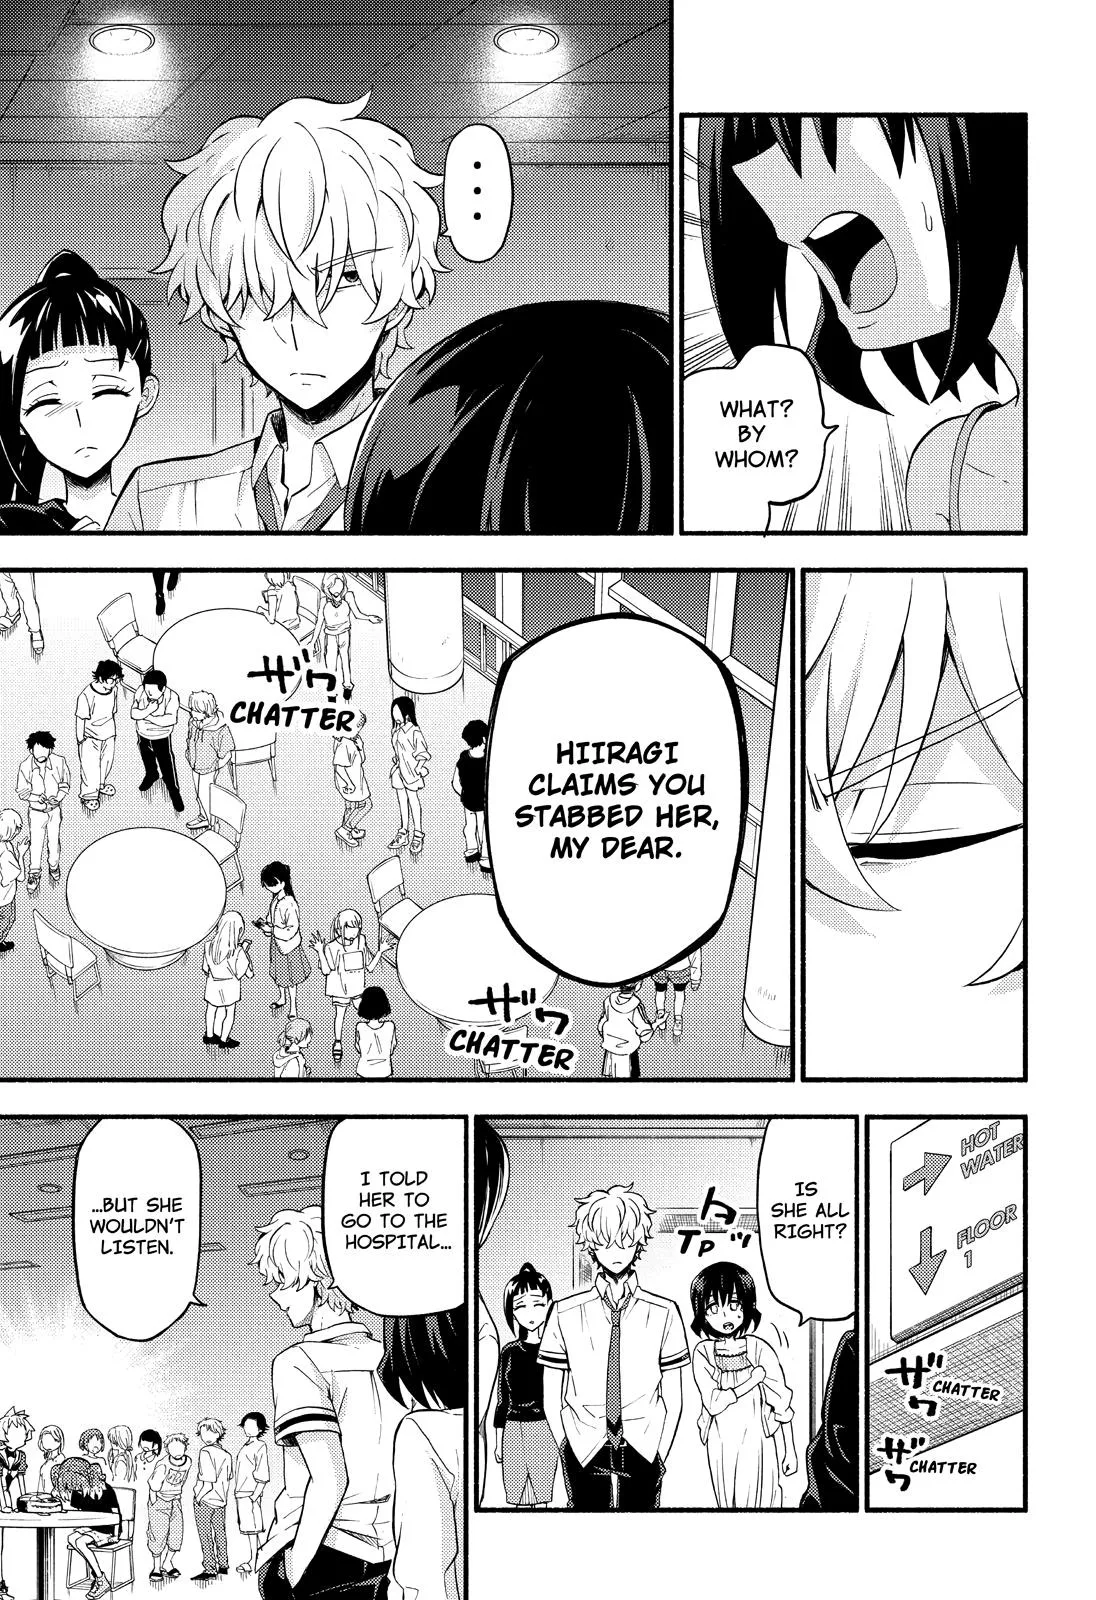 WHAT?
BY
WHOM?
...
HIIRAGI
CLAIMS YOU
STABBED HER,
MY DEAR.
ザワ
CHATTER
ザワ
CHATTER
HOT
WATER
FLOOR
1
ザワ
CHATTER
ザワ
CHATTER
IS
SHE ALL
RIGHT?
タッ
TP
I TOLD
HER TO
GO TO THE
HOSPITAL...
...BUT SHE
WOULDN'T
LISTEN.